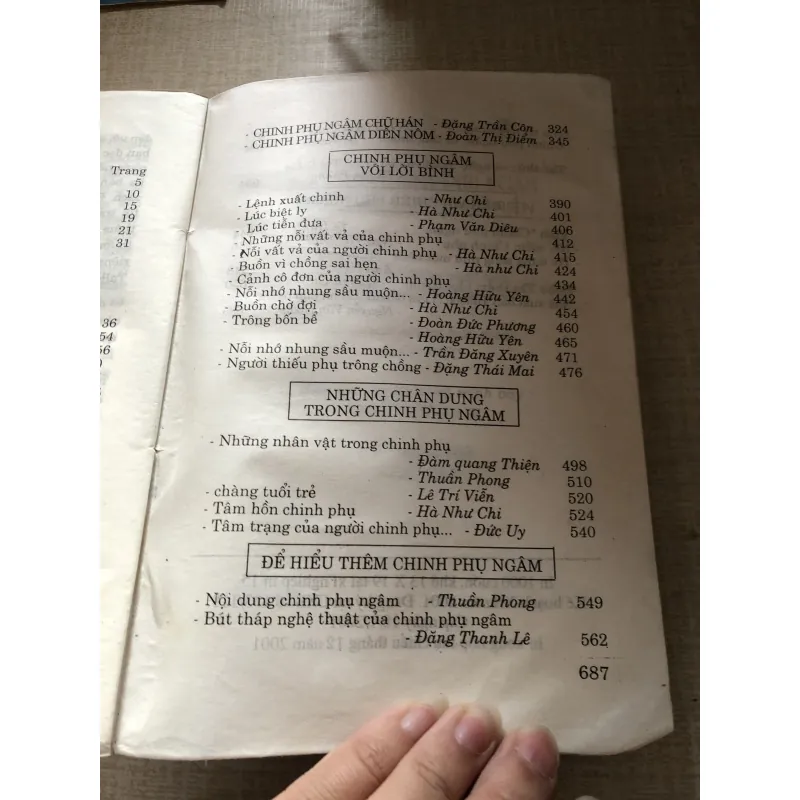 Trang
5
10
15
19
21
31
36
54
56
- CHINH PHỤ NGÂM CHỮ HÁN - Đặng Trần Côn 324
- CHINH PHỤ NGÂM DIỄN NÔM - Đoàn Thị Điểm 345
CHINH PHỤ NGÂM
VỚI LỜI BÌNH
- Lệnh xuất chinh - Như Chi 390
- Lúc biệt ly - Hà Như Chi 401
- Lúc tiễn đưa - Phạm Văn Diêu 406
- Những nỗi vất vả của chinh phụ 412
- Nỗi vất vả của người chinh phụ - Hà Như Chi 415
- Buồn vì chồng sai hẹn - Hà như Chi 424
- Cảnh cô đơn của người chinh phụ 434
- Nỗi nhớ nhung sầu muộn... - Hoàng Hữu Yên 442
- Buồn chờ đợi - Hà Như Chi 454
- Trông bốn bể - Đoàn Đức Phương 460
- Hoàng Hữu Yên 465
- Nỗi nhớ nhung sầu muộn... - Trần Đăng Xuyên 471
- Người thiếu phụ trông chồng - Đặng Thái Mai 476
NHỮNG CHÂN DUNG
TRONG CHINH PHỤ NGÂM
- Những nhân vật trong chinh phụ
- Đàm quang Thiện 498
- Thuần Phong 510
- chàng tuổi trẻ - Lê Trí Viễn 520
- Tâm hồn chinh phụ - Hà Như Chi 524
- Tâm trạng của người chinh phụ... - Đức Uy 540
ĐỂ HIỂU THÊM CHINH PHỤ NGÂM
- Nội dung chinh phụ ngâm - Thuần Phong 549
- Bút tháp nghệ thuật của chinh phụ ngâm
- Đặng Thanh Lê 562
687